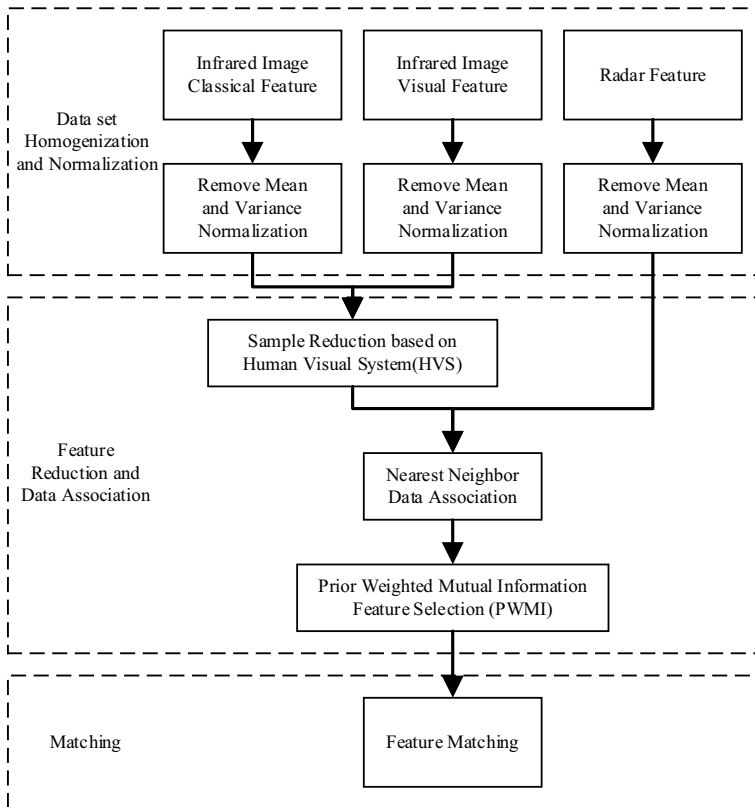 Infrared Image
Classical Feature
Infrared Image
Visual Feature
Radar Feature
Data set
Homogenization
and Normalization
Remove Mean
and Variance
Normalization
Remove Mean
and Variance
Normalization
Remove Mean
and Variance
Normalization
Sample Reduction based on
Human Visual System(HVS)
Feature
Reduction and
Data Association
Nearest Neighbor
Data Association
Prior Weighted Mutual Information
Feature Selection (PWMI)
Matching
Feature Matching